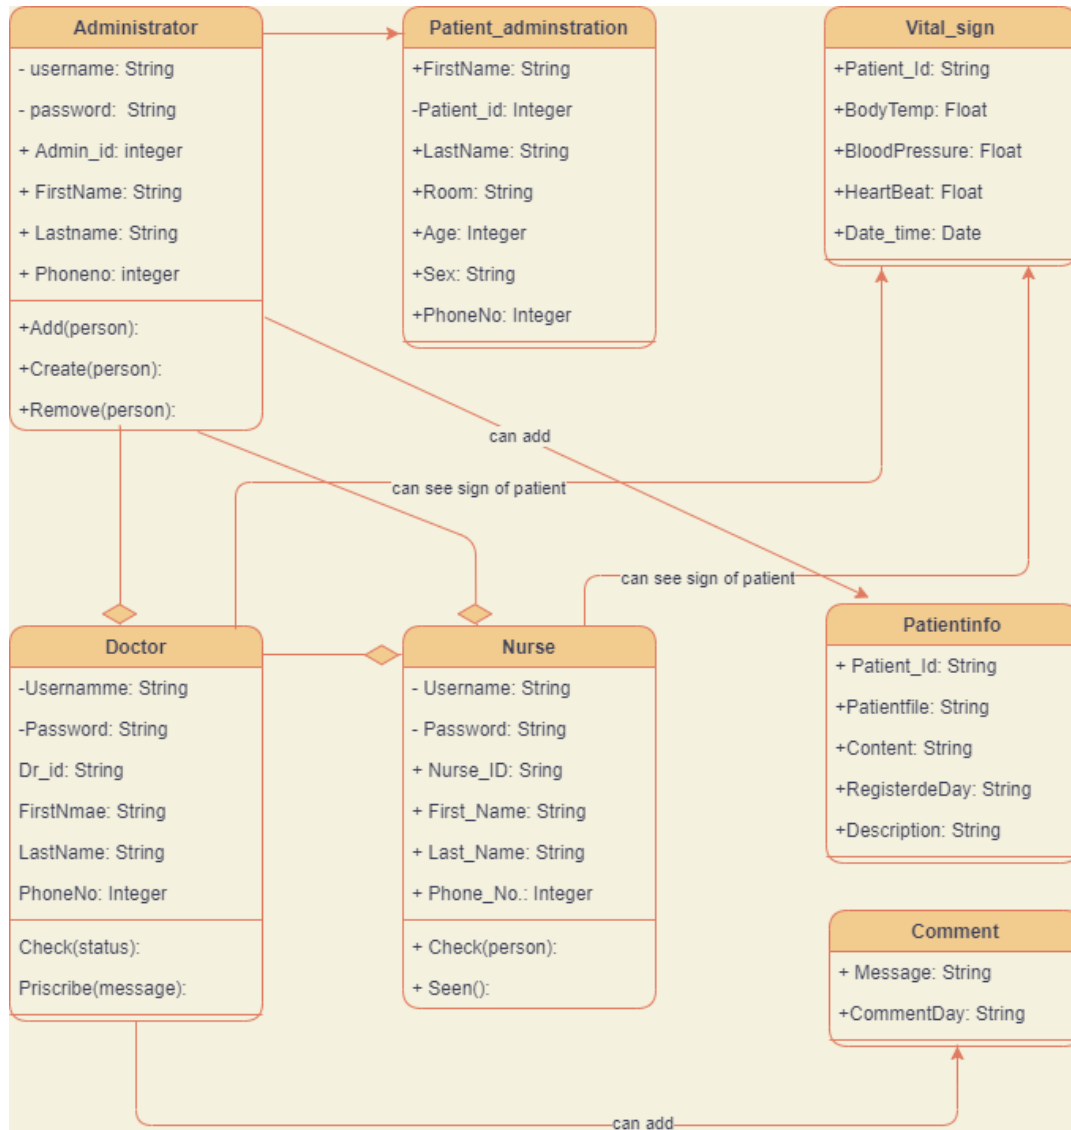 Administrator
- username: String
- password:  String
+ Admin_id: integer
+ FirstName: String
+ Lastname: String
+ Phoneno: integer
+Add(person):
+Create(person):
+Remove(person):
Patient_adminstration
+FirstName: String
-Patient_id: Integer
+LastName: String
+Room: String
+Age: Integer
+Sex: String
+PhoneNo: Integer
Vital_sign
+Patient_Id: String
+BodyTemp: Float
+BloodPressure: Float
+HeartBeat: Float
+Date_time: Date
can add
can see sign of patient
can see sign of patient
Doctor
-Usernamme: String
-Password: String
Dr_id: String
FirstNmae: String
LastName: String
PhoneNo: Integer
Check(status):
Priscribe(message):
Nurse
- Username: String
- Password: String
+ Nurse_ID: Sring
+ First_Name: String
+ Last_Name: String
+ Phone_No.: Integer
+ Check(person):
+ Seen():
Patientinfo
+ Patient_Id: String
+Patientfile: String
+Content: String
+RegisterdeDay: String
+Description: String
Comment
+ Message: String
+CommentDay: String
can add